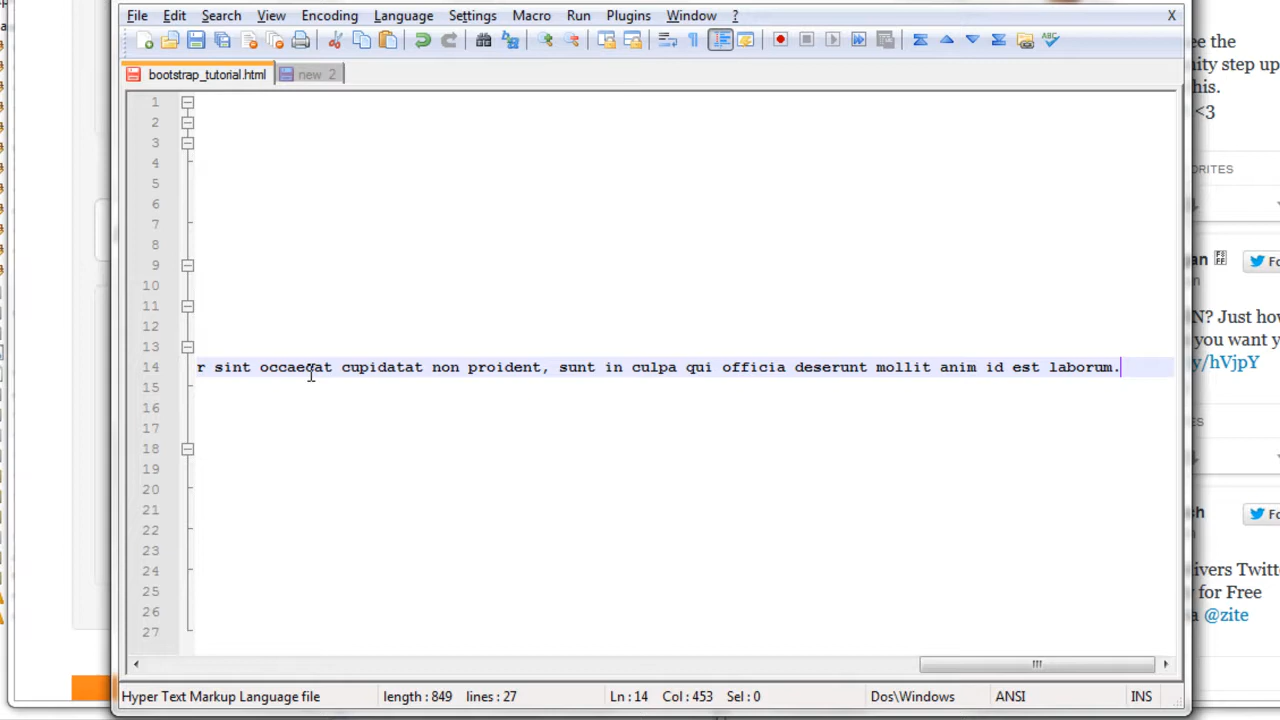 File Edit Search View Encoding Language Settings Macro Run Plugins Window ? X
bootstrap_tutorial.html new 2
1
2
3
4
5
6
7
8
9
10
11
12
13
14 r sint occaecat cupidatat non proident, sunt in culpa qui officia deserunt mollit anim id est laborum.
15
16
17
18
19
20
21
22
23
24
25
26
27
Hyper Text Markup Language file length : 849 lines : 27 Ln : 14 Col : 453 Sel : 0 Dos\Windows ANSI INS
ee the
nity step up
his.
<3
ORITES
an Fo
N? Just how
you want y
y/hVjpY
ES
ch Fo
ivers Twitt
y for Free
a @zite